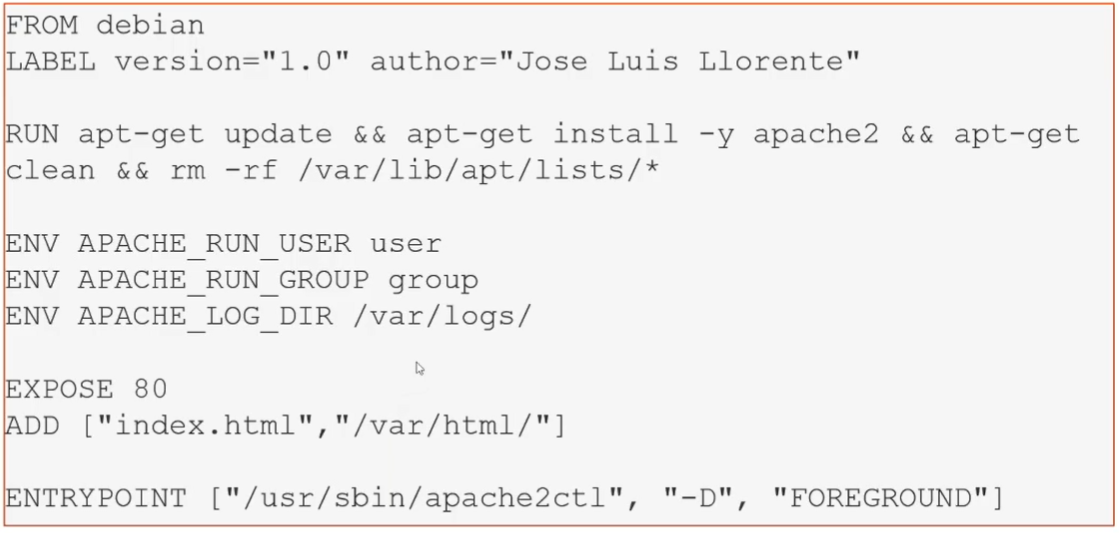 FROM debian
LABEL version="1.0" author="Jose Luis Llorente"
RUN apt-get update && apt-get install -y apache2 && apt-get
clean && rm -rf /var/lib/apt/lists/*
ENV APACHE_RUN_USER user
ENV APACHE_RUN_GROUP group
ENV APACHE_LOG_DIR /var/logs/
EXPOSE 80
ADD ["index.html","/var/html/"]
ENTRYPOINT ["/usr/sbin/apache2ctl", "-D", "FOREGROUND"]